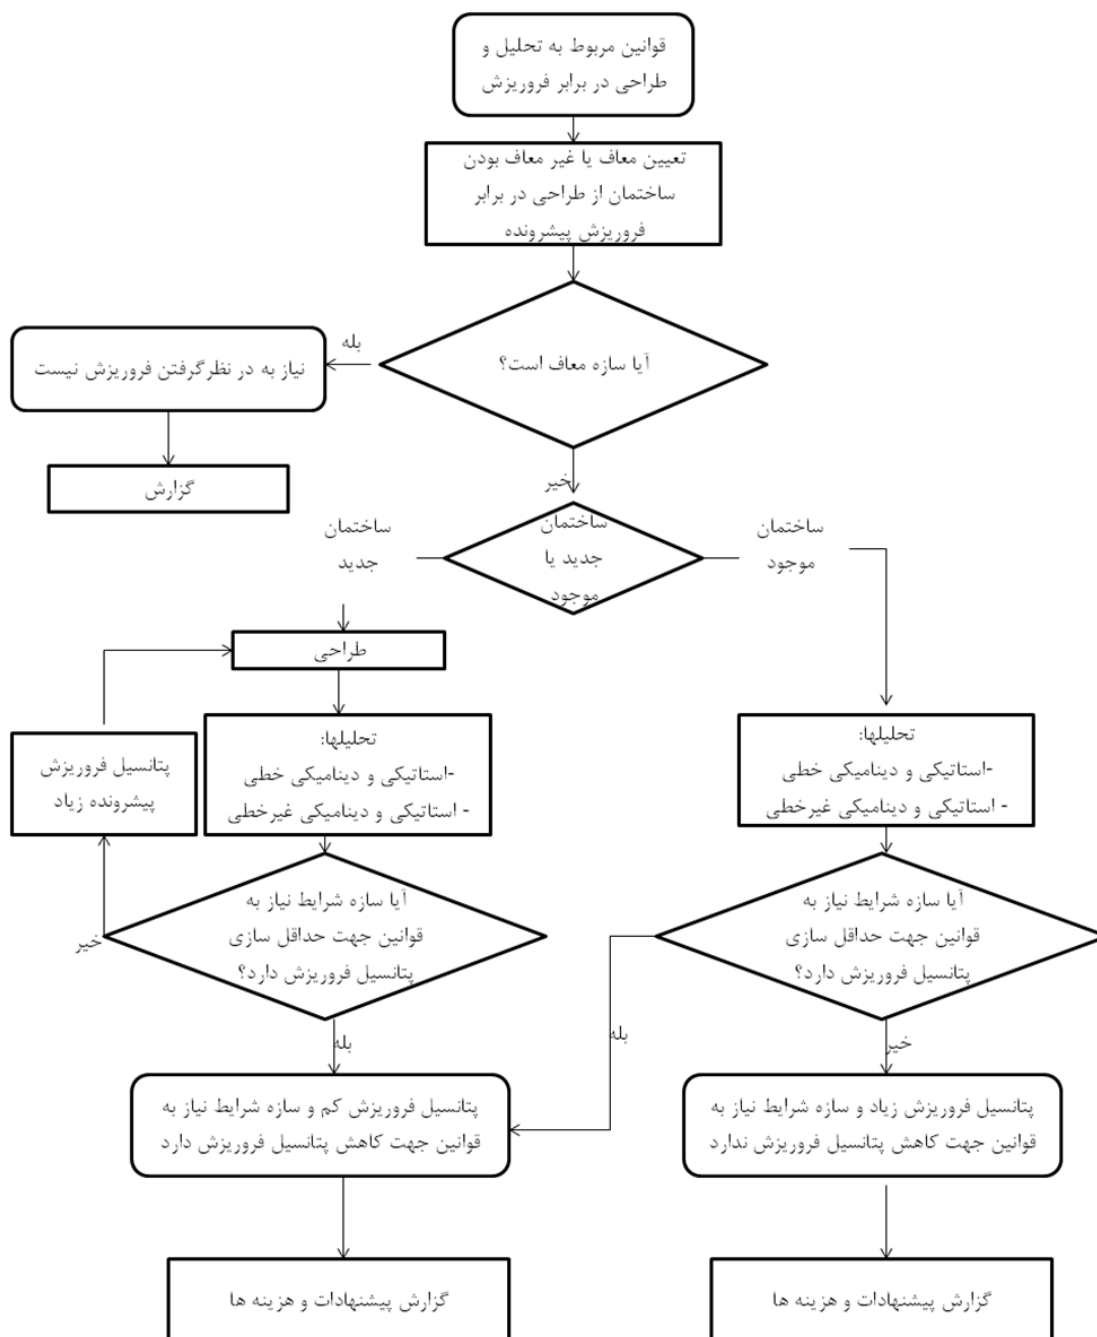 قوانین مربوط به تحلیل و
طراحی در برابر فروریزش
تعیین معاف یا غیر معاف بودن
ساختمان از طراحی در برابر
فروریزش پیشرونده
آیا سازه معاف است؟
بله
نیاز به در نظرگرفتن فروریزش نیست
گزارش
خیر
ساختمان
جدید یا
موجود
ساختمان
موجود
ساختمان
جدید
طراحی
تحلیلها:
-استاتیکی و دینامیکی خطی
- استاتیکی و دینامیکی غیرخطی
تحلیلها:
-استاتیکی و دینامیکی خطی
- استاتیکی و دینامیکی غیرخطی
پتانسیل فروریزش
پیشرونده زیاد
آیا سازه شرایط نیاز به
قوانین جهت حداقل سازی
پتانسیل فروریزش دارد؟
آیا سازه شرایط نیاز به
قوانین جهت حداقل سازی
پتانسیل فروریزش دارد؟
خیر
بله
بله
خیر
پتانسیل فروریزش زیاد و سازه شرایط نیاز به
قوانین جهت کاهش پتانسیل فروریزش ندارد
پتانسیل فروریزش کم و سازه شرایط نیاز به
قوانین جهت کاهش پتانسیل فروریزش دارد
گزارش پیشنهادات و هزینه ها
گزارش پیشنهادات و هزینه ها